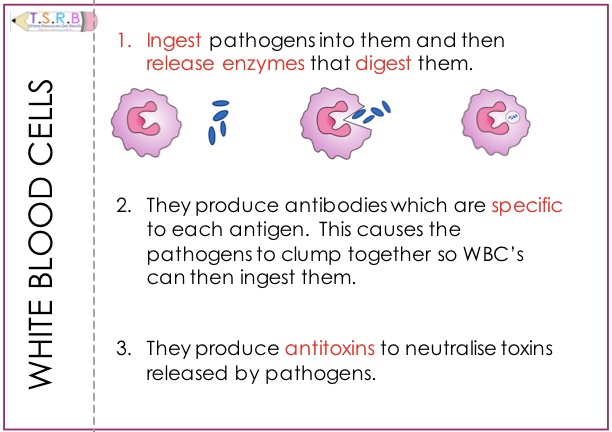 T.S.R.B
WHITE BLOOD CELLS
1. Ingest pathogens into them and then
release enzymes that digest them.
2. They produce antibodies which are specific
to each antigen. This causes the
pathogens to clump together so WBC's
can then ingest them.
3. They produce antitoxins to neutralise toxins
released by pathogens.